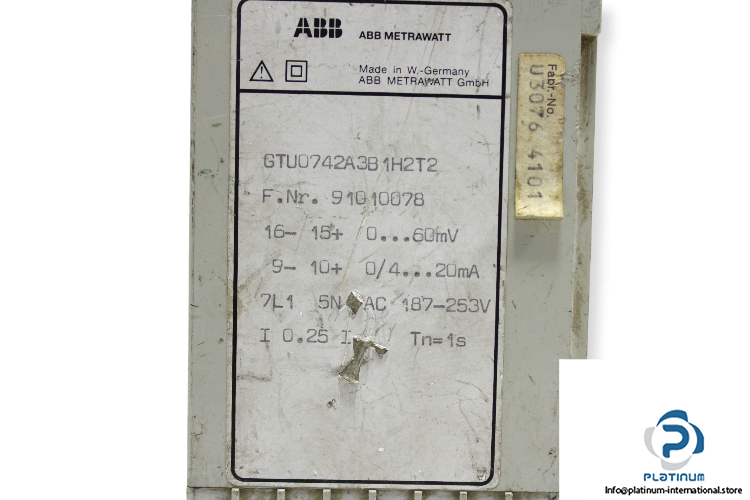 ABB ABB METRAWATT
Made in W.-Germany
ABB METRAWATT GmbH
GTU0742A3B1H2T2
F.Nr. 91010078
16- 15+ 0...60mV
9- 10+ 0/4...20mA
7L1 5N AC 187-253V
I 0.25 I Tn=1s
Fabr.-No.
U3076 4101
PLATINUM
INTERNATIONAL
Info@platinum-international.store